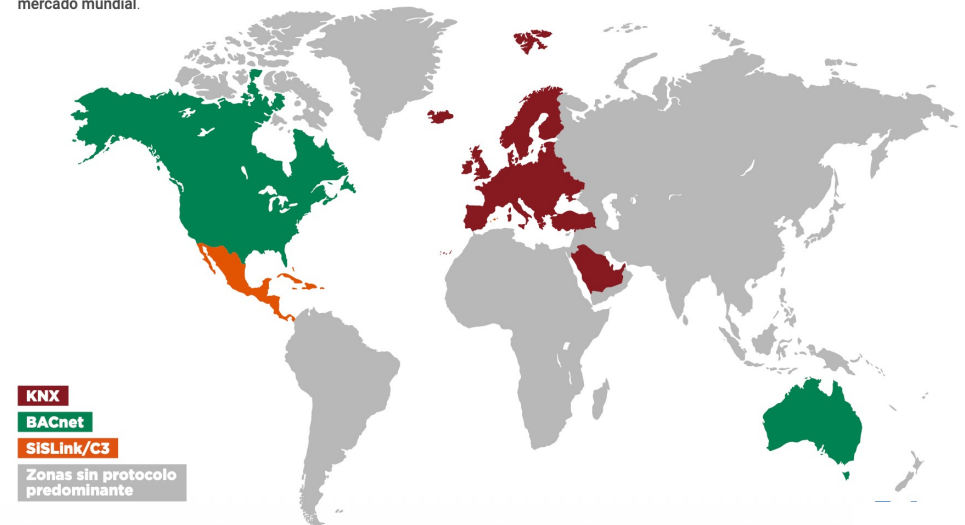 mercado mundial.
KNX
BACnet
SiSLink/C3
Zonas sin protocolo
predominante